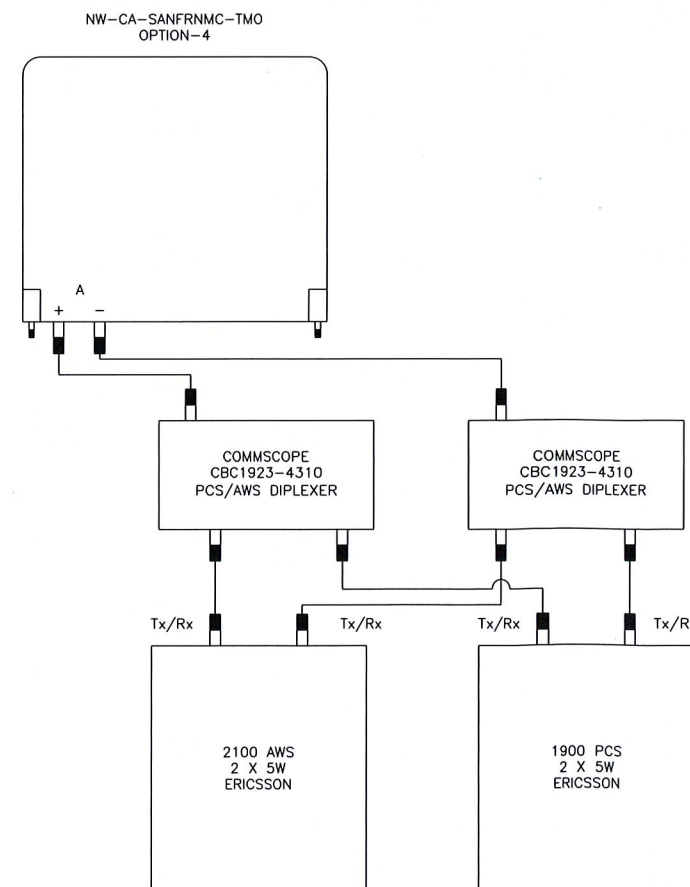 NW-CA-SANFRNMC-TMO
OPTION-4
A
+ -
COMMSCOPE
CBC1923-4310
PCS/AWS DIPLEXER
COMMSCOPE
CBC1923-4310
PCS/AWS DIPLEXER
Tx/Rx
Tx/Rx
Tx/Rx
Tx/R
2100 AWS
2 X 5W
ERICSSON
1900 PCS
2 X 5W
ERICSSON